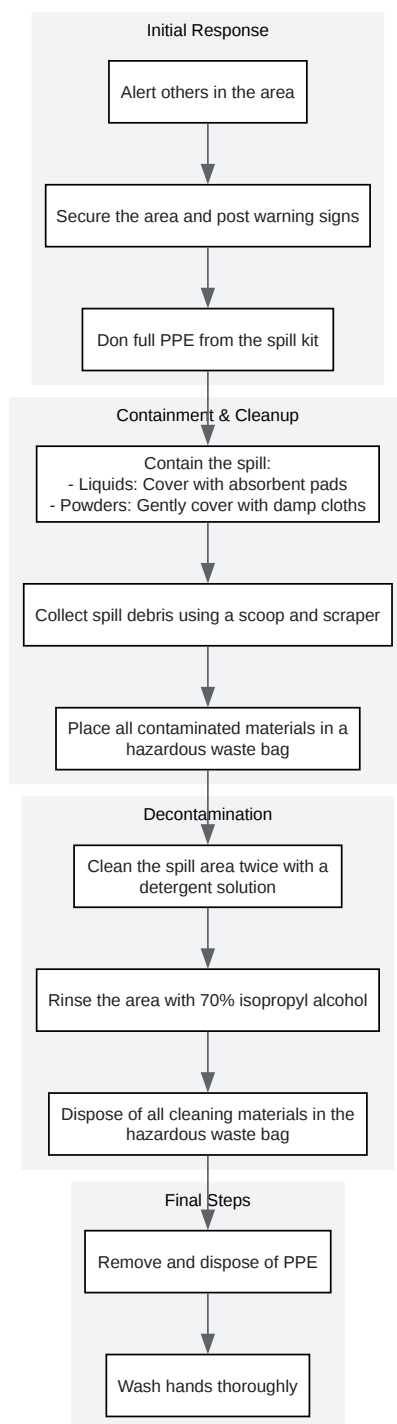 Initial Response
Alert others in the area
Secure the area and post warning signs
Don full PPE from the spill kit
Containment & Cleanup
Contain the spill:
- Liquids: Cover with absorbent pads
- Powders: Gently cover with damp cloths
Collect spill debris using a scoop and scraper
Place all contaminated materials in a
hazardous waste bag
Decontamination
Clean the spill area twice with a
detergent solution
Rinse the area with 70% isopropyl alcohol
Dispose of all cleaning materials in the
hazardous waste bag
Final Steps
Remove and dispose of PPE
Wash hands thoroughly